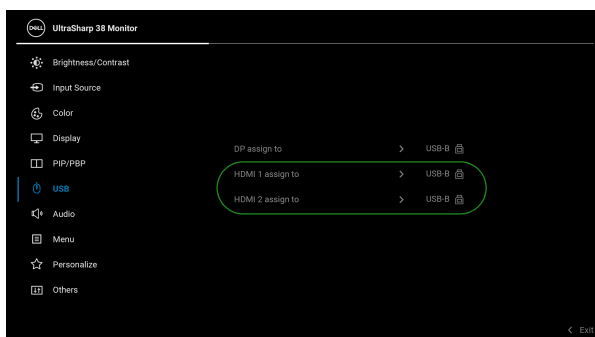 DELL UltraSharp 38 Monitor
Brightness/Contrast
Input Source
Color
Display
DP assign to > USB-B
PIP/PBP
HDMI 1 assign to > USB-B
USB
HDMI 2 assign to > USB-B
Audio
Menu
Personalize
Others
< Exit